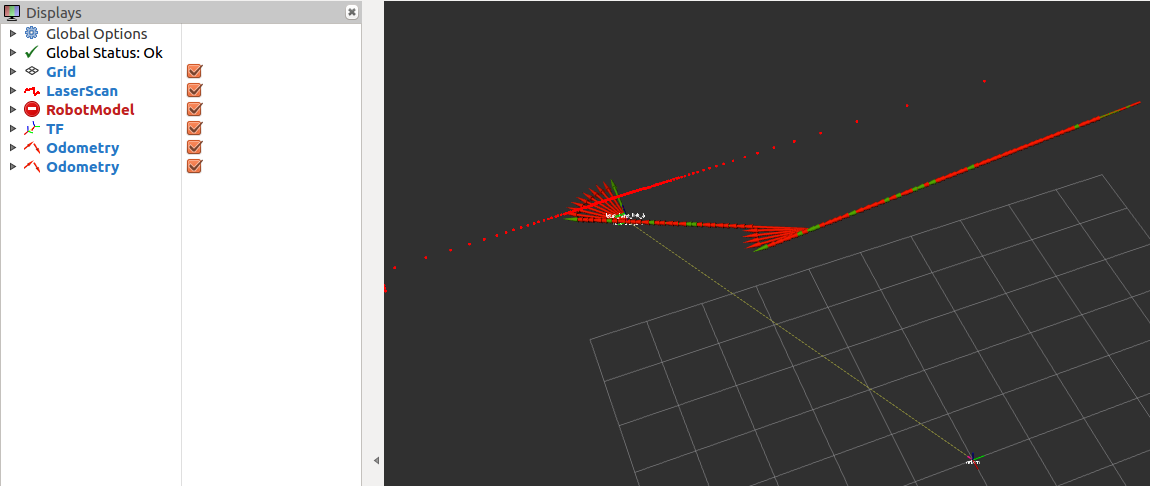 Displays
Global Options
Global Status: Ok
Grid
LaserScan
RobotModel
TF
Odometry
Odometry